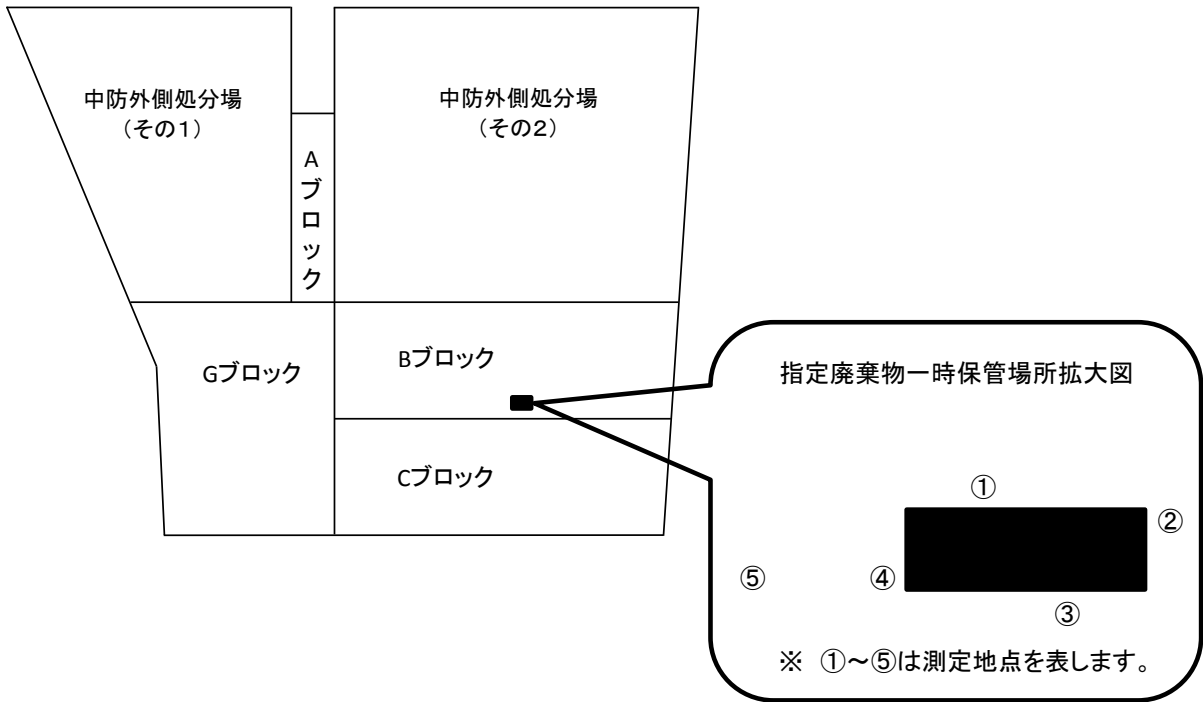 中防外側処分場
（その１）
中防外側処分場
（その２）
Aブロック
Gブロック
Bブロック
Cブロック
指定廃棄物一時保管場所拡大図
①
②
⑤
④
③
※ ①～⑤は測定地点を表します。